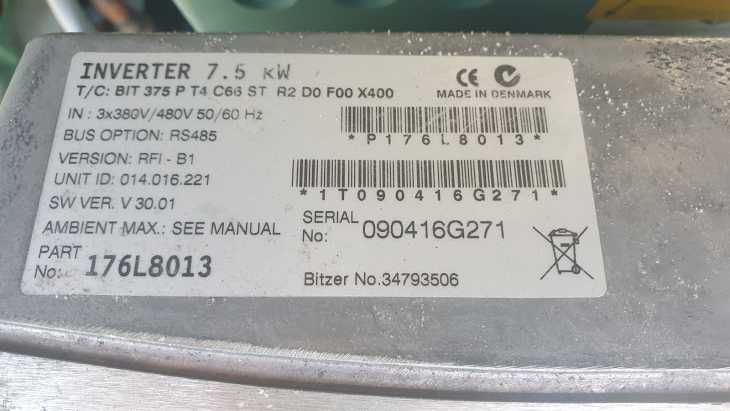 INVERTER 7.5 KW
T/C: BIT 375 P T4 C66 ST R2 D0 F00 X400
CE
MADE IN DENMARK
IN : 3x380V/480V 50/60 Hz
BUS OPTION: RS485
*P176L8013*
VERSION: RFI - B1
UNIT ID: 014.016.221
*1T090416G271*
SW VER. V 30.01
AMBIENT MAX.: SEE MANUAL
SERIAL
No: 090416G271
PART
No: 176L8013
Bitzer No.34793506